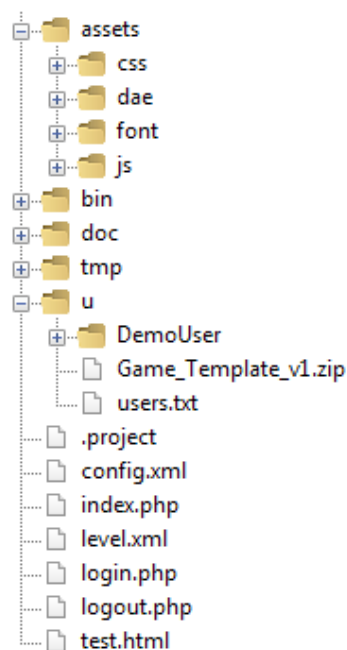 assets
css
dae
font
js
bin
doc
tmp
u
DemoUser
Game_Template_v1.zip
users.txt
.project
config.xml
index.php
level.xml
login.php
logout.php
test.html